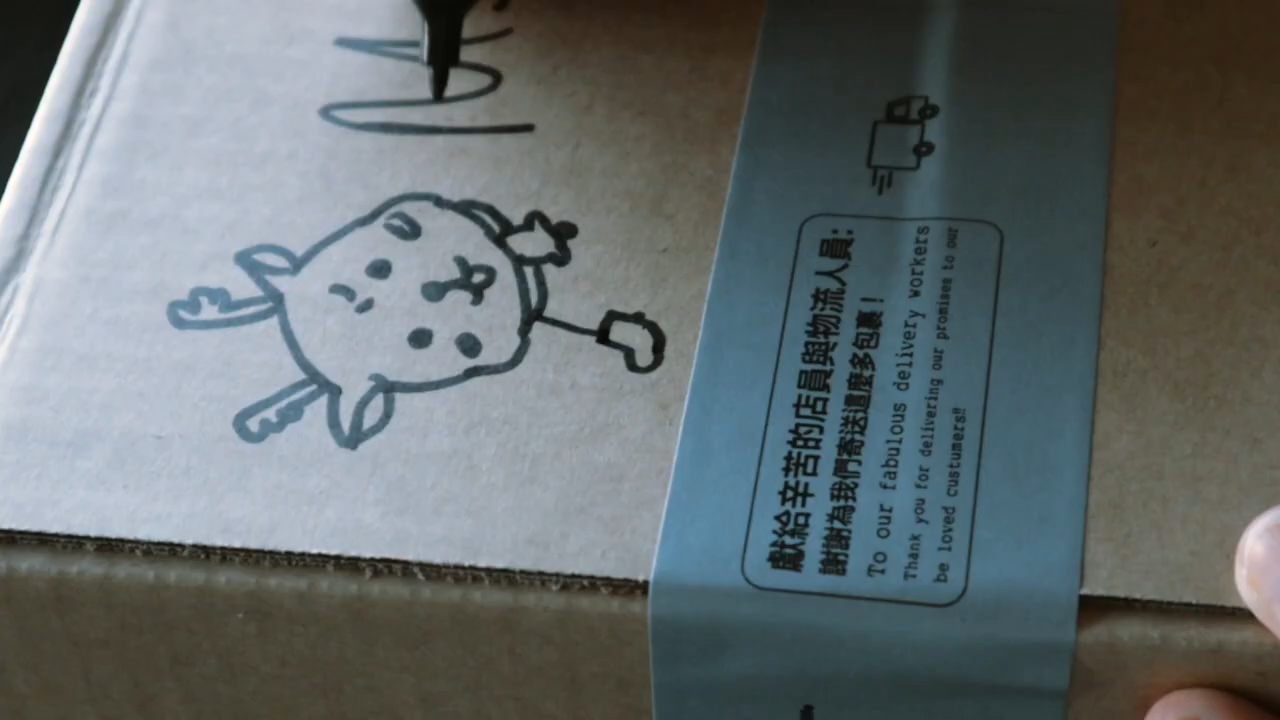 獻給辛苦的店員與物流人員:
謝謝為我們寄送這麼多包裹！
To our fabulous delivery workers
Thank you for delivering our promises to our
be loved custumers!!